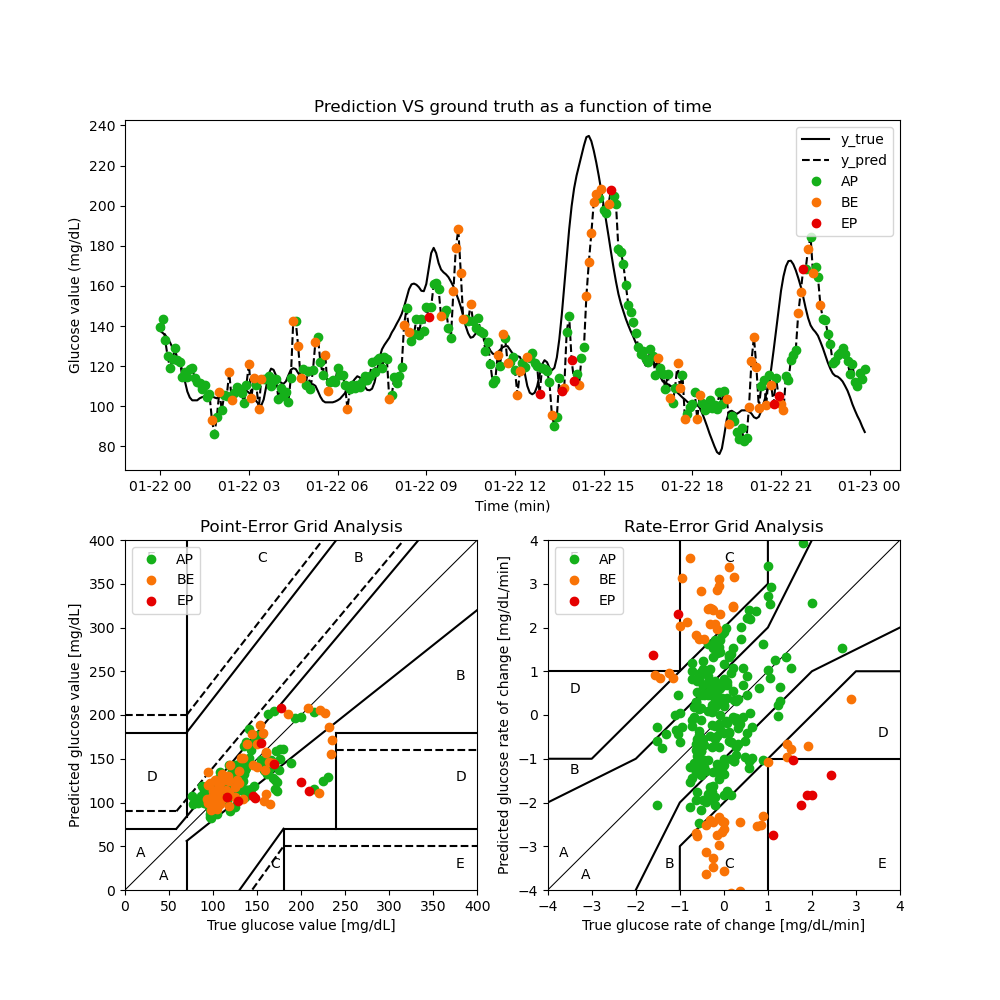 Prediction VS ground truth as a function of time
Glucose value (mg/dL)
240
220
200
180
160
140
120
100
80
y_true
y_pred
AP
BE
EP
01-22 00 01-22 03 01-22 06 01-22 09 01-22 12 01-22 15 01-22 18 01-22 21 01-23 00
Time (min)
Point-Error Grid Analysis
Predicted glucose value [mg/dL]
400
350
300
250
200
150
100
50
0
AP
BE
EP
C
B
B
D
D
A
A
C
E
0 50 100 150 200 250 300 350 400
True glucose value [mg/dL]
Rate-Error Grid Analysis
Predicted glucose rate of change [mg/dL/min]
4
3
2
1
0
−1
−2
−3
−4
AP
BE
EP
C
D
D
B
A
A
B
C
E
−4 −3 −2 −1 0 1 2 3 4
True glucose rate of change [mg/dL/min]